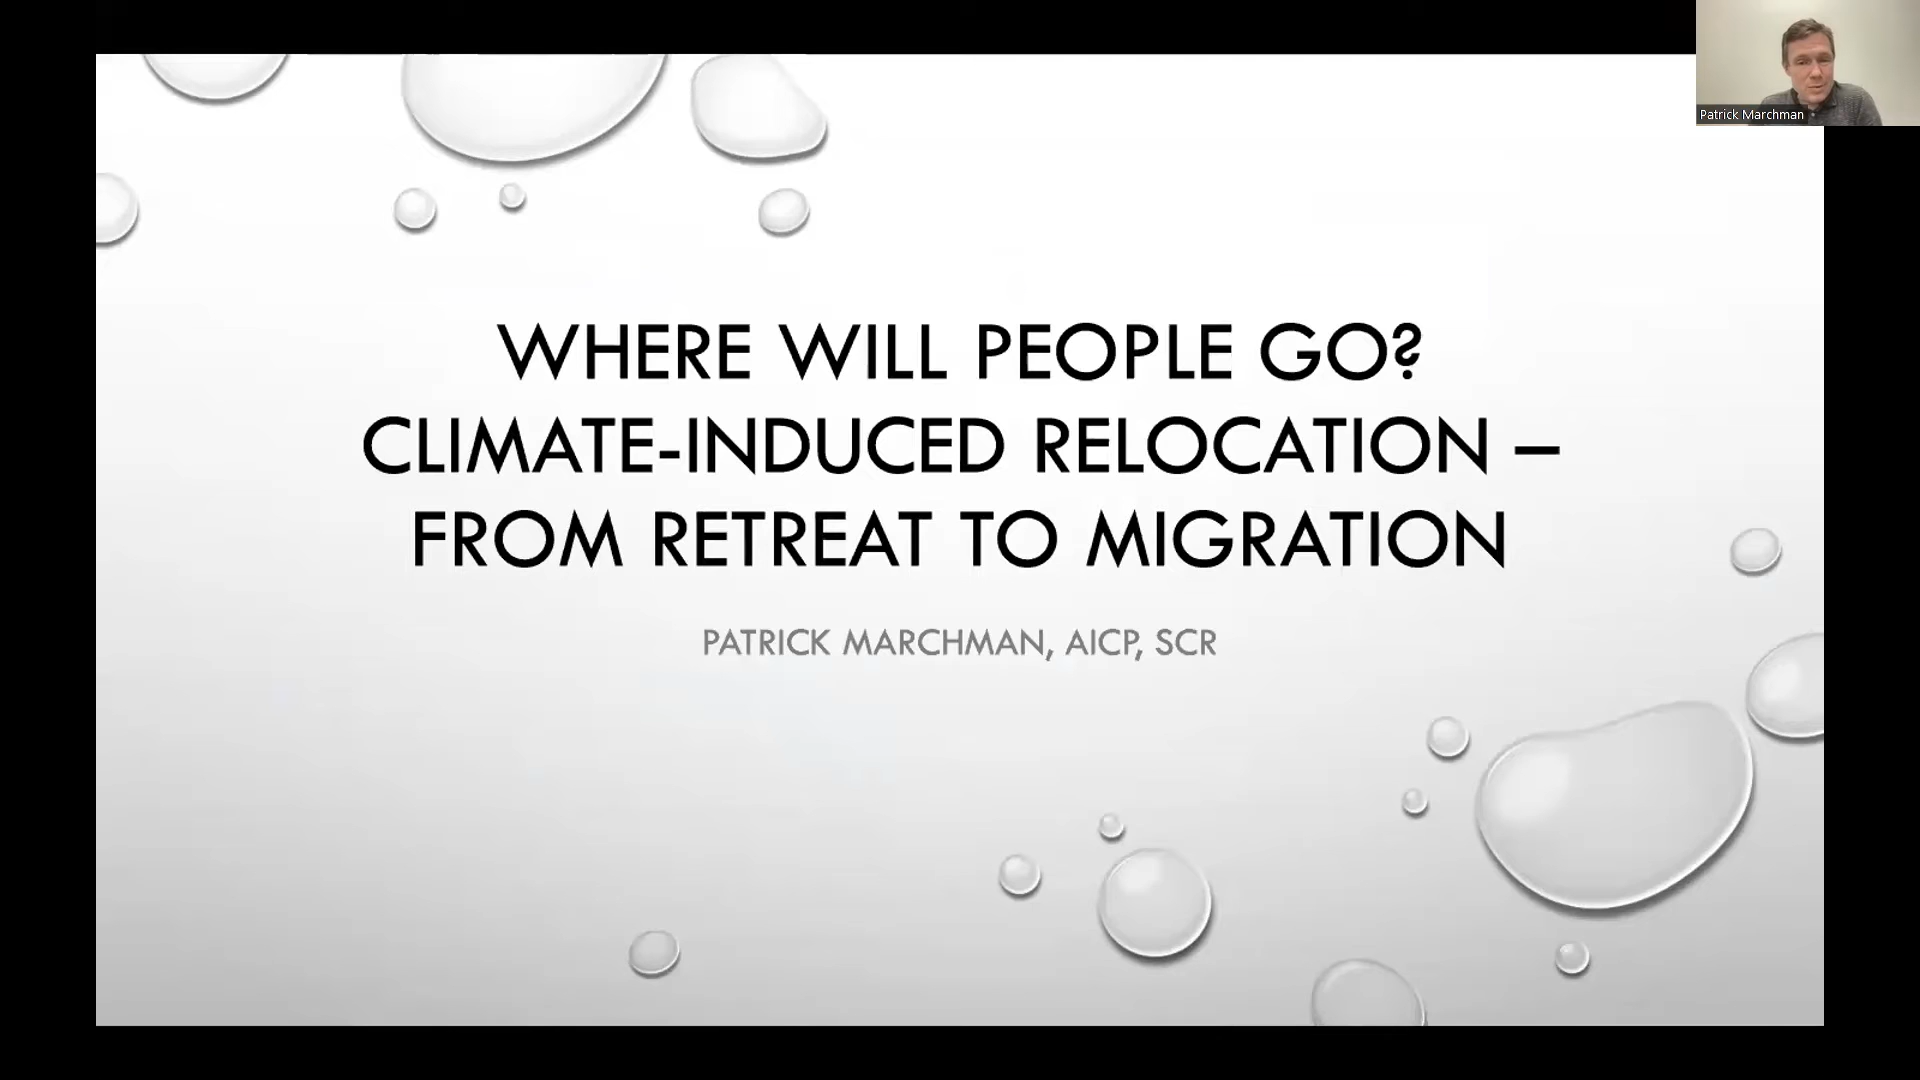 Patrick Marchman
WHERE WILL PEOPLE GO?
CLIMATE-INDUCED RELOCATION –
FROM RETREAT TO MIGRATION
PATRICK MARCHMAN, AICP, SCR